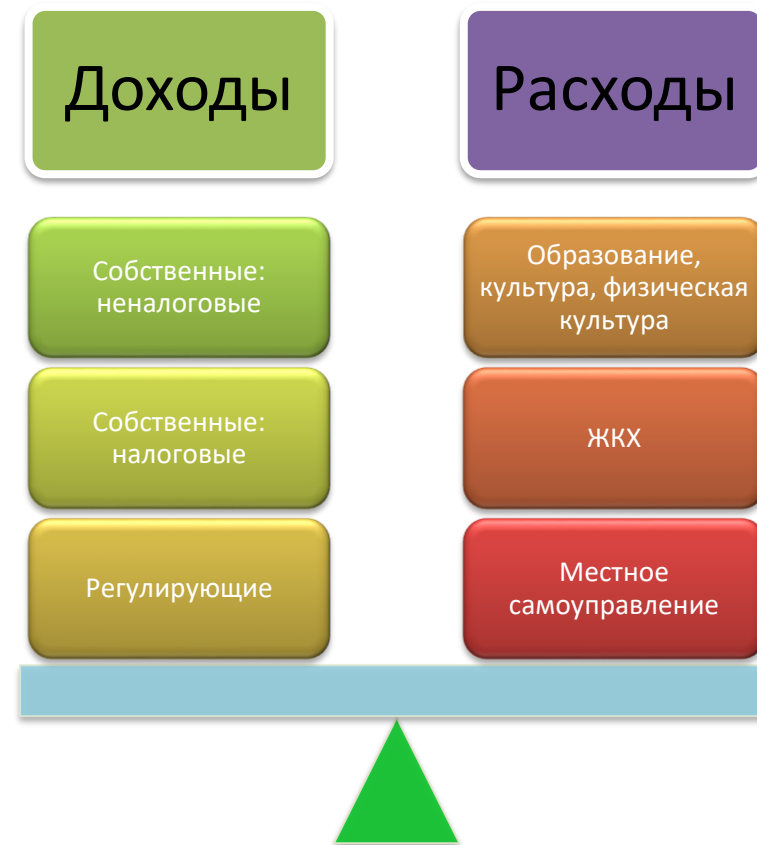 Доходы
Собственные:
неналоговые
Собственные:
налоговые
Регулирующие
Расходы
Образование,
культура, физическая
культура
ЖКХ
Местное
самоуправление